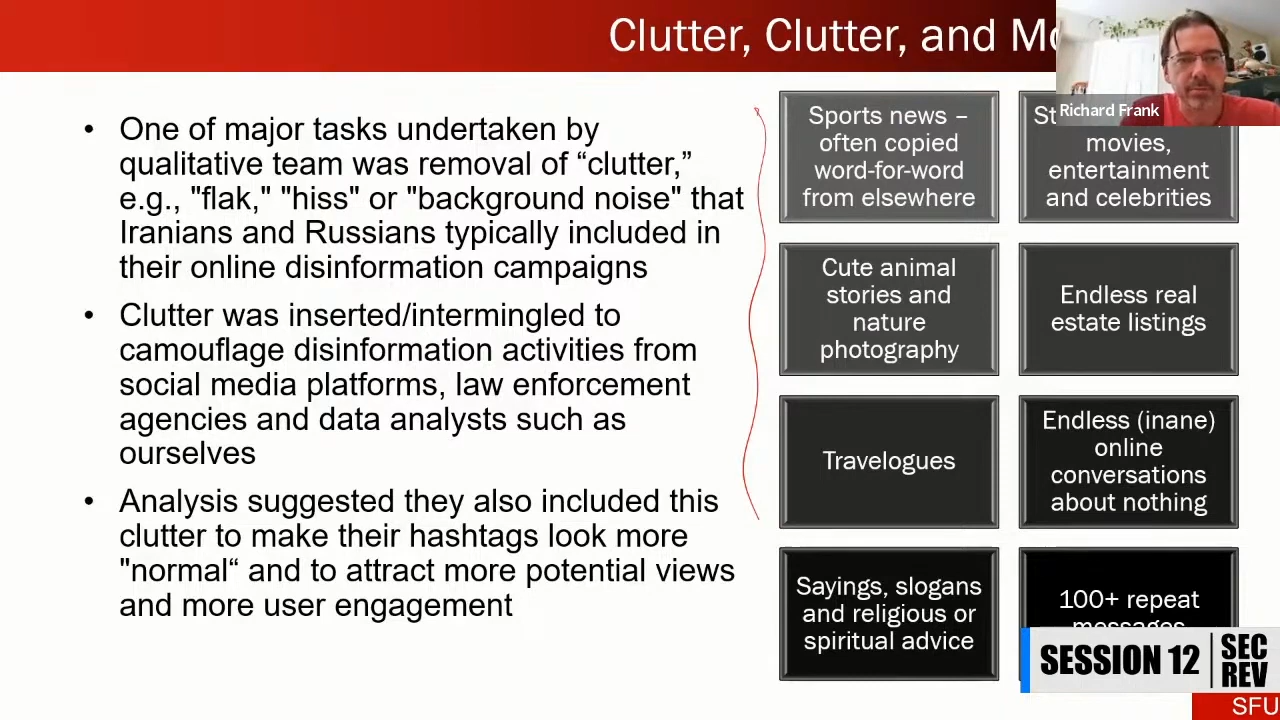 Clutter, Clutter, and
Richard Frank
• One of major tasks undertaken by
qualitative team was removal of “clutter,”
e.g., "flak," "hiss" or "background noise" that
Iranians and Russians typically included in
their online disinformation campaigns
• Clutter was inserted/intermingled to
camouflage disinformation activities from
social media platforms, law enforcement
agencies and data analysts such as
ourselves
• Analysis suggested they also included this
clutter to make their hashtags look more
"normal“ and to attract more potential views
and more user engagement
Sports news –
often copied
word-for-word
from elsewhere
movies,
entertainment
and celebrities
Cute animal
stories and
nature
photography
Endless real
estate listings
Travelogues
Endless (inane)
online
conversations
about nothing
Sayings, slogans
and religious or
spiritual advice
100+ repeat
messages
SESSION 12
SEC
REV
SFU